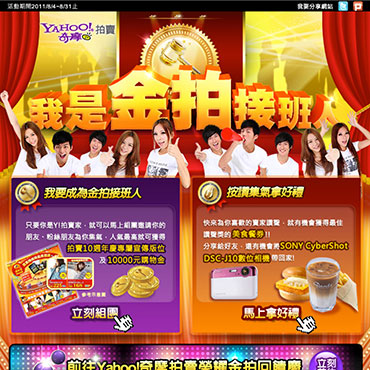 活動期間2011/8/4~8/31止
我要分享網站
YAHOO!
奇摩 拍賣
我是金拍接班人
我要成為金拍接班人
只要你是Y!拍賣家，就可以馬上組團邀請你的
朋友、粉絲朋友為你集氣，人氣最高就可獲得
拍賣10週年慶專屬宣傳版位
及10000元購物金
參考示意圖
立刻組團
按讚集氣拿好禮
快來為你喜歡的賣家讚聲，就有機會獲得最佳
讚聲獎的美食餐券!!
分享給好友，還有機會將SONY CyberShot
DSC-J10數位相機帶回家!
馬上拿好禮
前往Yahoo!奇摩拍賣榮耀金拍回饋慶
立刻